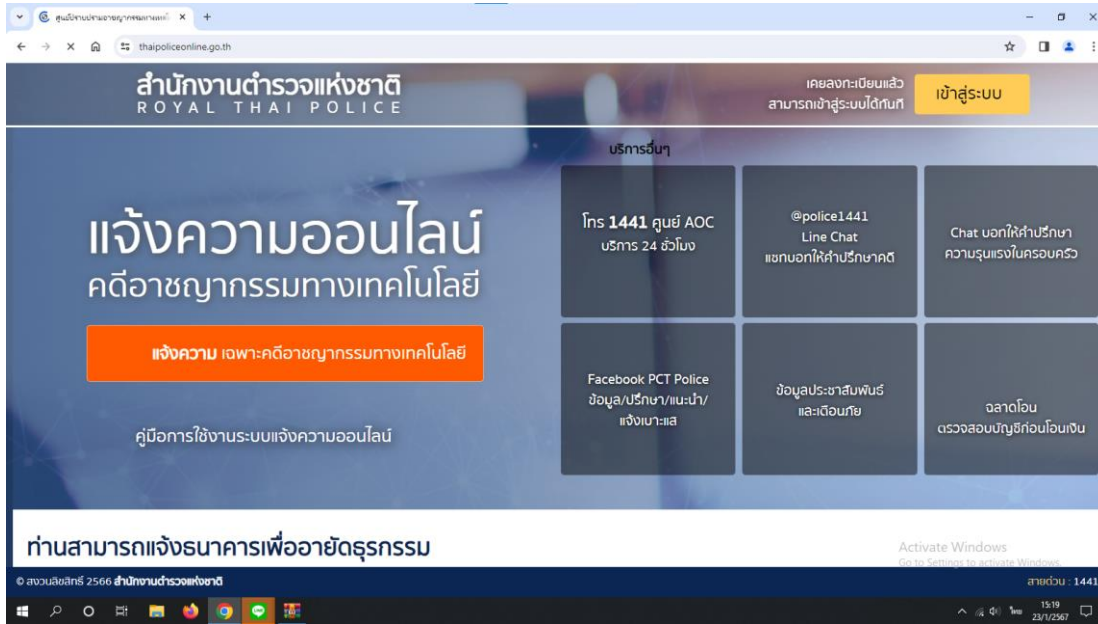 thaipoliceonline.go.th
สำนักงานตำรวจแห่งชาติ
ROYAL THAI POLICE
เคยลงทะเบียนแล้ว
สามารถเข้าสู่ระบบได้ทันที
เข้าสู่ระบบ
แจ้งความออนไลน์
คดีอาชญากรรมทางเทคโนโลยี
แจ้งความ เฉพาะคดีอาชญากรรมทางเทคโนโลยี
คู่มือการใช้งานระบบแจ้งความออนไลน์
บริการอื่นๆ
โทร 1441 ศูนย์ AOC
บริการ 24 ชั่วโมง
@police1441
Line Chat
แชทบอทให้คำปรึกษาคดี
Chat บอทให้คำปรึกษา
ความรุนแรงในครอบครัว
Facebook PCT Police
ข้อมูล/ปรึกษา/แนะนำ/
แจ้งเบาะแส
ข้อมูลประชาสัมพันธ์
และเตือนภัย
ฉลาดโอน
ตรวจสอบบัญชีก่อนโอนเงิน
ท่านสามารถแจ้งธนาคารเพื่ออายัดธุรกรรม
Activate Windows
Go to Settings to activate Windows.
© สงวนลิขสิทธิ์ 2566 สำนักงานตำรวจแห่งชาติ
สายด่วน : 1441
ไทย
15:19
23/1/2567